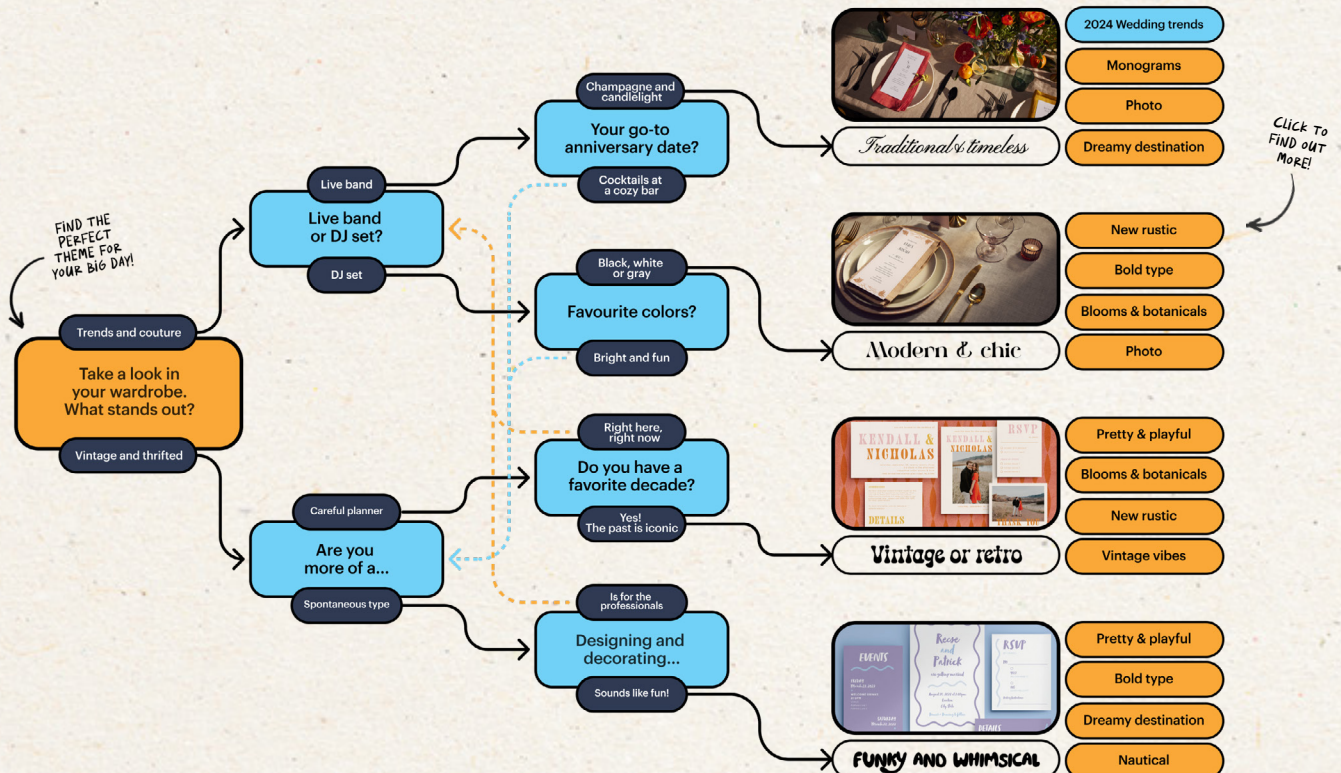 FIND THE
PERFECT
THEME FOR
YOUR BIG DAY!
Trends and couture
Take a look in
your wardrobe.
What stands out?
Vintage and thrifted
Live band
Live band
or DJ set?
DJ set
Careful planner
Are you
more of a...
Spontaneous type
Champagne and
candlelight
Your go-to
anniversary date?
Cocktails at
a cozy bar
Black, white
or gray
Favourite colors?
Bright and fun
Right here,
right now
Do you have a
favorite decade?
Yes!
The past is iconic
Is for the
professionals
Designing and
decorating...
Sounds like fun!
Traditional & timeless
2024 Wedding trends
Monograms
Photo
Dreamy destination
CLICK TO
FIND OUT
MORE!
Modern & chic
New rustic
Bold type
Blooms & botanicals
Photo
KENDALL &
NICHOLAS
KENDALL &
NICHOLAS
RSVP
DETAILS
THANK YOU
Vintage or retro
Pretty & playful
Blooms & botanicals
New rustic
Vintage vibes
EVENTS
Reese
and
Patrick
RSVP
DETAILS
FUNKY AND WHIMSICAL
Pretty & playful
Bold type
Dreamy destination
Nautical